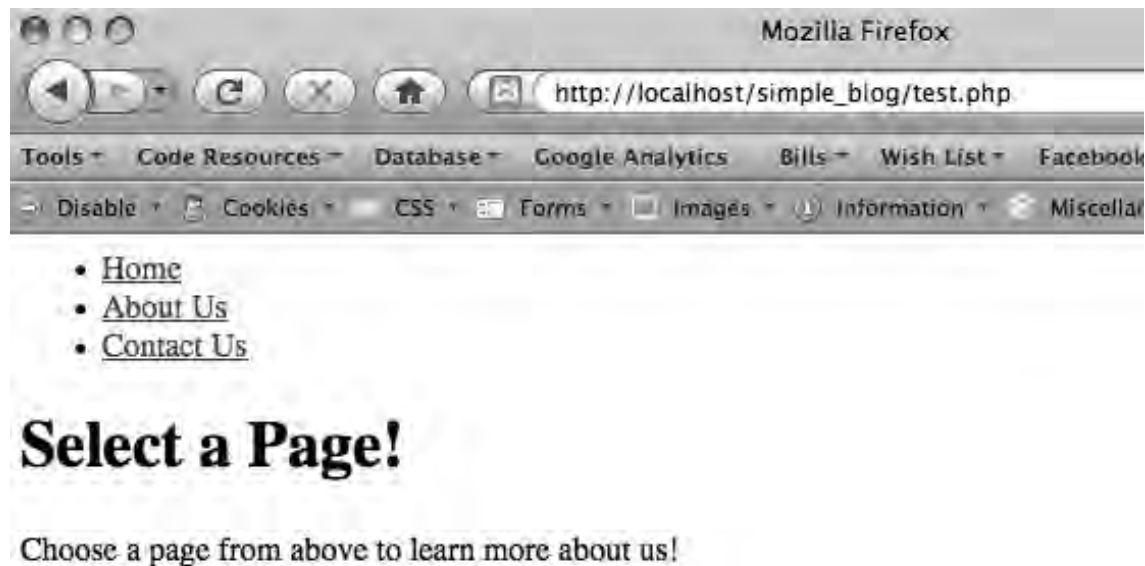 Mozilla Firefox
http://localhost/simple_blog/test.php
Tools Code Resources Database Google Analytics Bills Wish List Facebook
Disable Cookies CSS Forms Images Information
Home
About Us
Contact Us
Select a Page!
Choose a page from above to learn more about us!